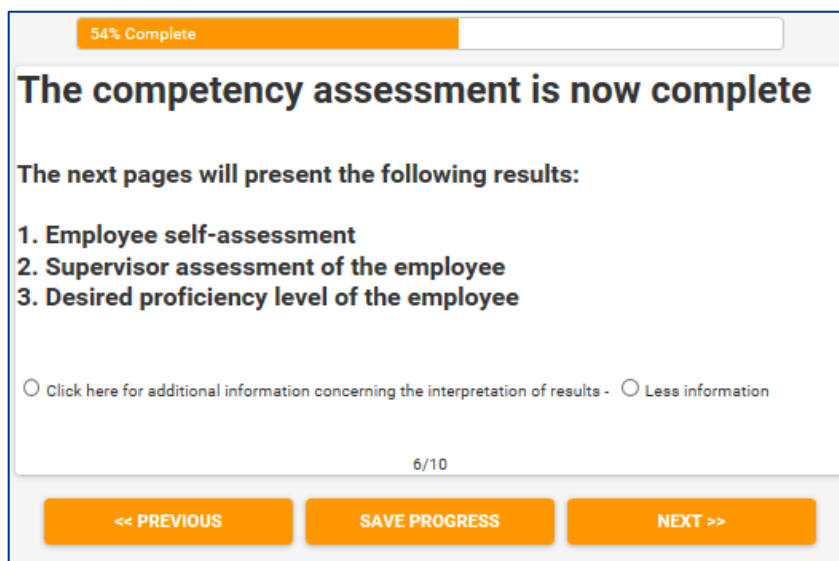 54% Complete
The competency assessment is now complete
The next pages will present the following results:
1. Employee self-assessment
2. Supervisor assessment of the employee
3. Desired proficiency level of the employee
Click here for additional information concerning the interpretation of results - Less information
6/10
<< PREVIOUS SAVE PROGRESS NEXT >>